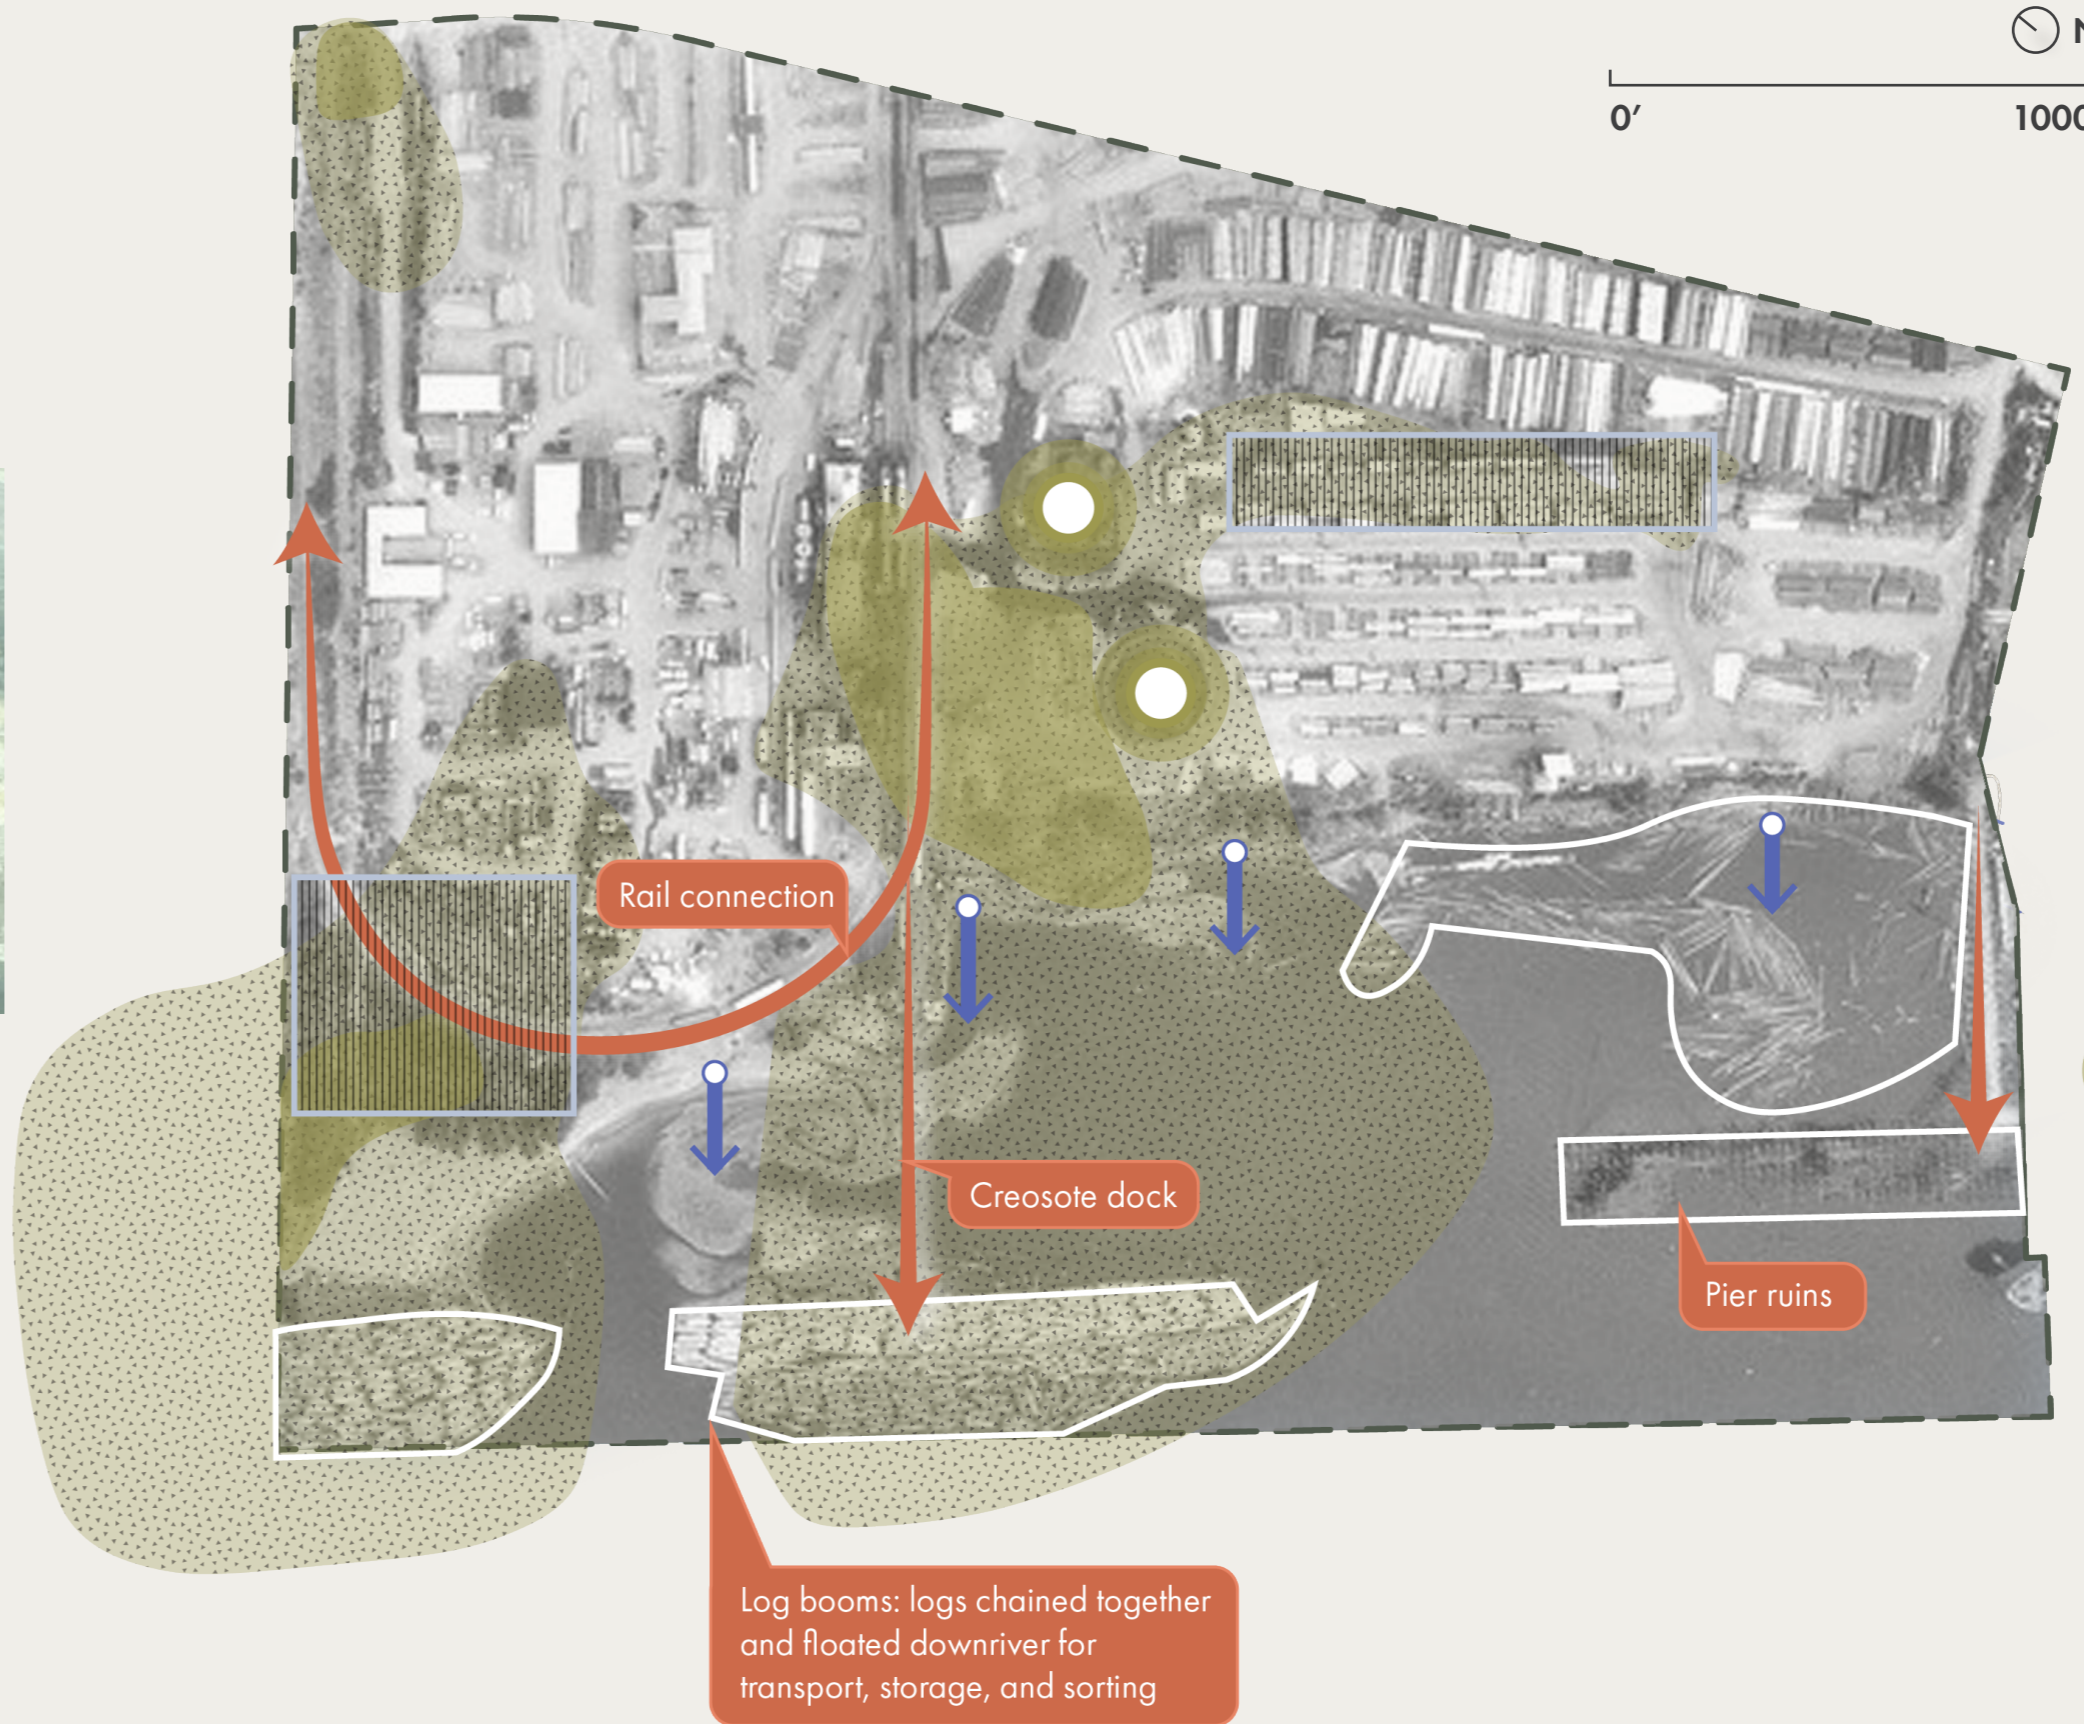 N
0′
1000
Rail connection
Creosote dock
Pier ruins
Log booms: logs chained together
and floated downriver for
transport, storage, and sorting